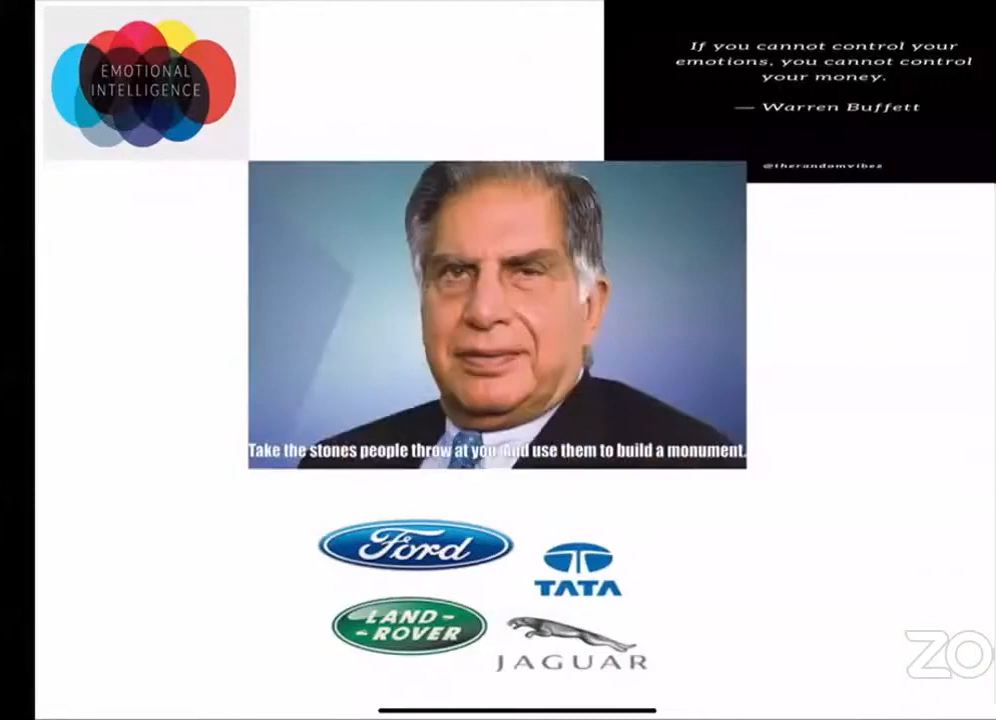 EMOTIONAL
INTELLIGENCE
If you cannot control your
emotions, you cannot control
your money.
— Warren Buffett
@therandomvibez
Take the stones people throw at you. And use them to build a monument.
Ford
TATA
LAND-
-ROVER
JAGUAR
ZO